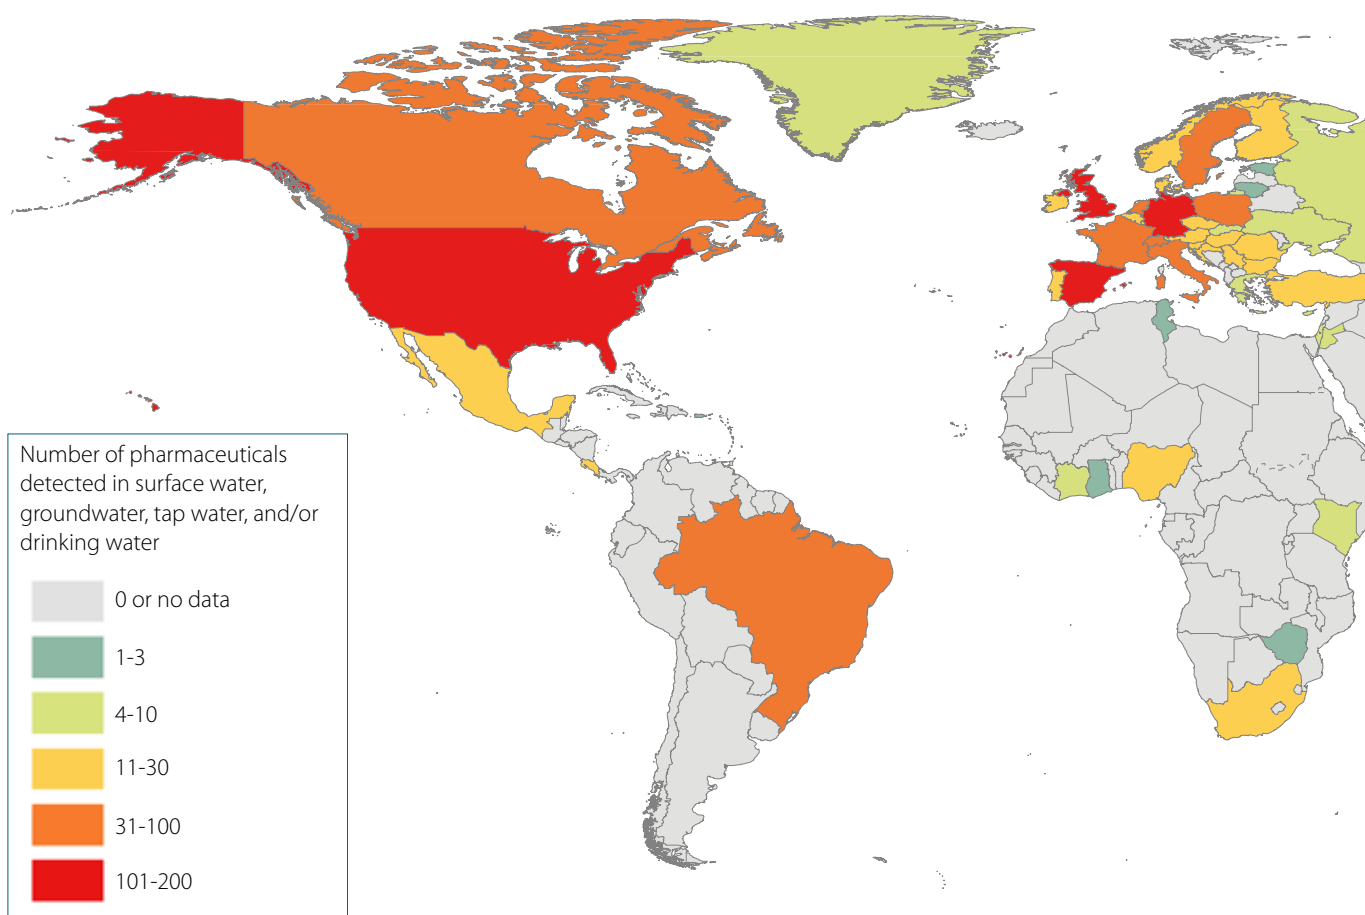 Number of pharmaceuticals
detected in surface water,
groundwater, tap water, and/or
drinking water
0 or no data
1-3
4-10
11-30
31-100
101-200